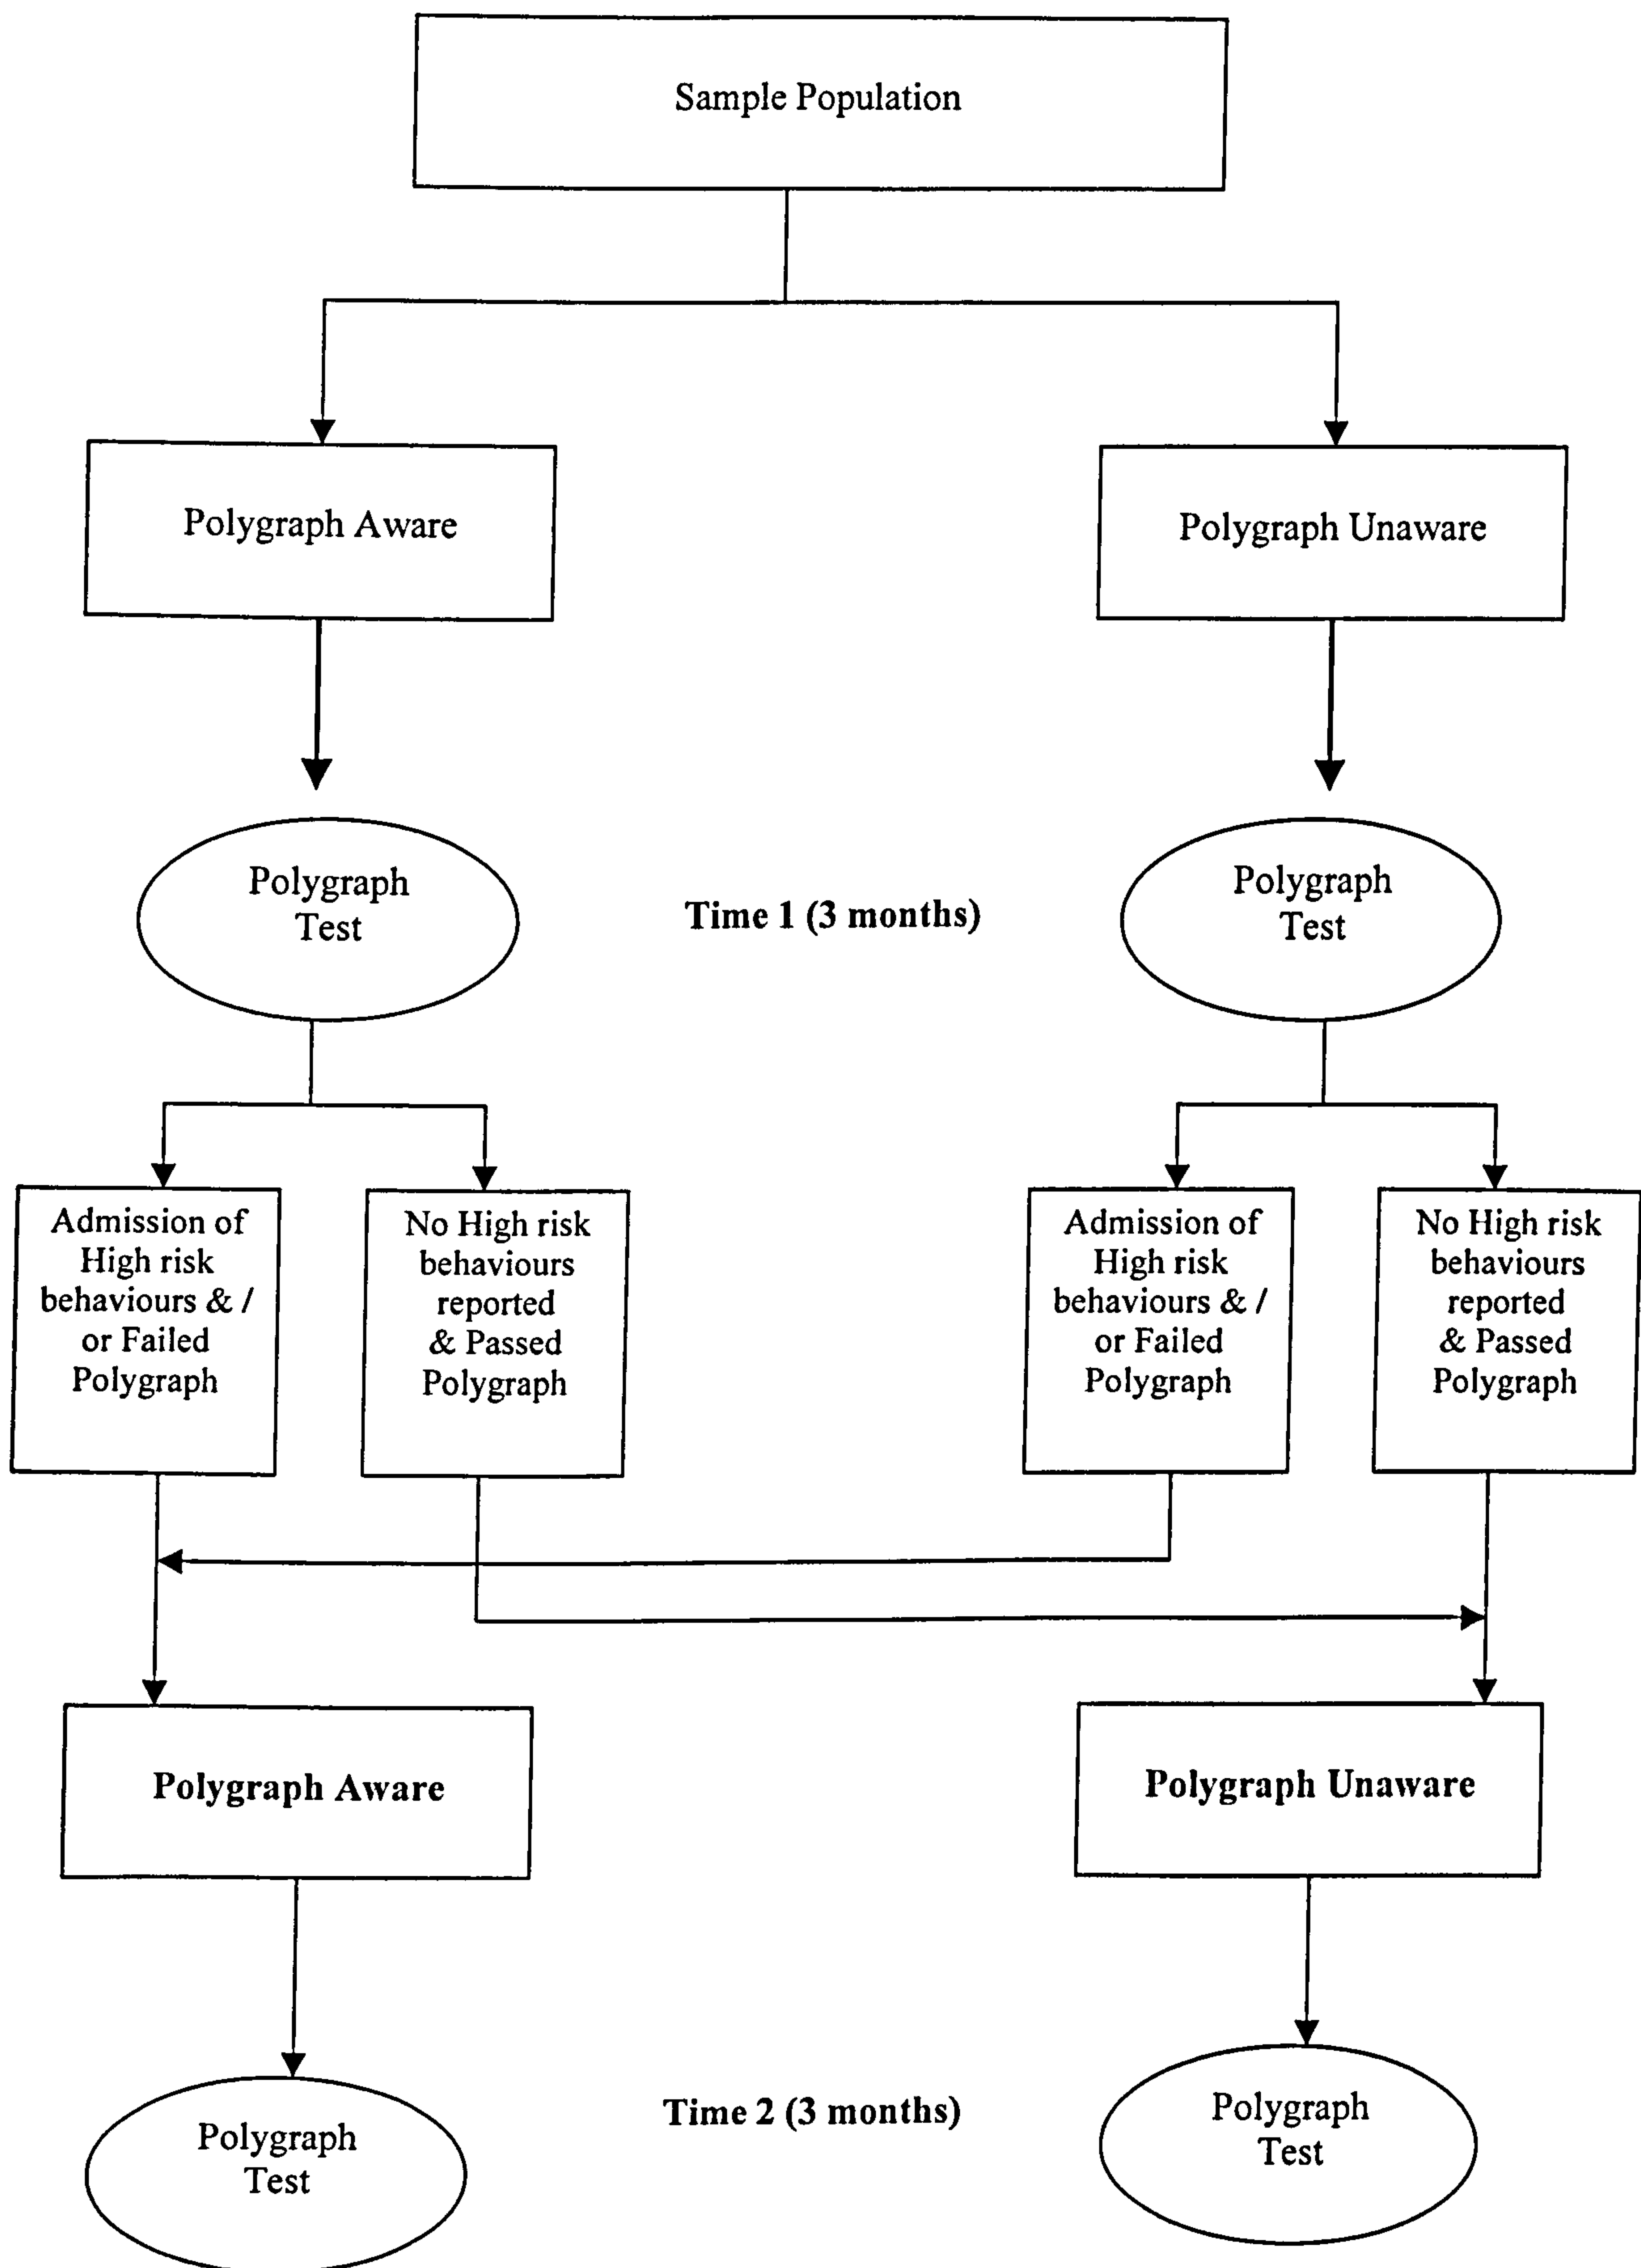 Sample Population
Polygraph Aware
Polygraph Unaware
Polygraph
Test
Time 1 (3 months)
Polygraph
Test
Admission of
High risk
behaviours & /
or Failed
Polygraph
No High risk
behaviours
reported
& Passed
Polygraph
Admission of
High risk
behaviours & /
or Failed
Polygraph
No High risk
behaviours
reported
& Passed
Polygraph
Polygraph Aware
Polygraph Unaware
Polygraph
Test
Time 2 (3 months)
Polygraph
Test